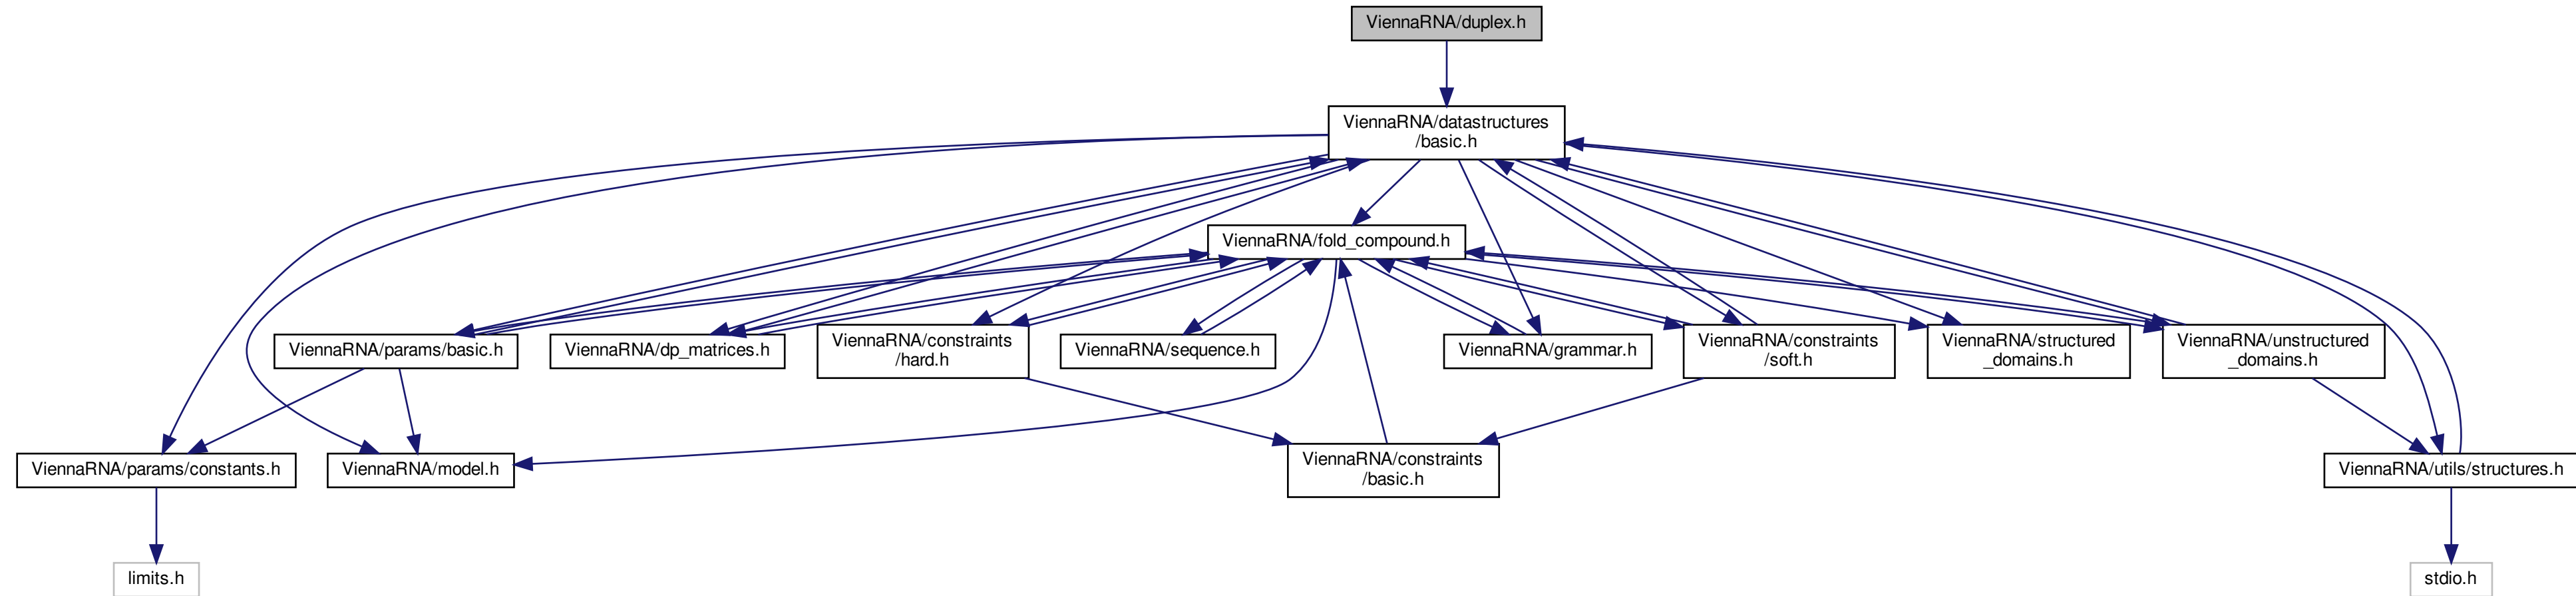 ViennaRNA/duplex.h
ViennaRNA/datastructures
/basic.h
ViennaRNA/fold_compound.h
ViennaRNA/params/basic.h
ViennaRNA/dp_matrices.h
ViennaRNA/constraints
/hard.h
ViennaRNA/sequence.h
ViennaRNA/grammar.h
ViennaRNA/constraints
/soft.h
ViennaRNA/structured
_domains.h
ViennaRNA/unstructured
_domains.h
ViennaRNA/params/constants.h
ViennaRNA/model.h
ViennaRNA/constraints
/basic.h
ViennaRNA/utils/structures.h
limits.h
stdio.h